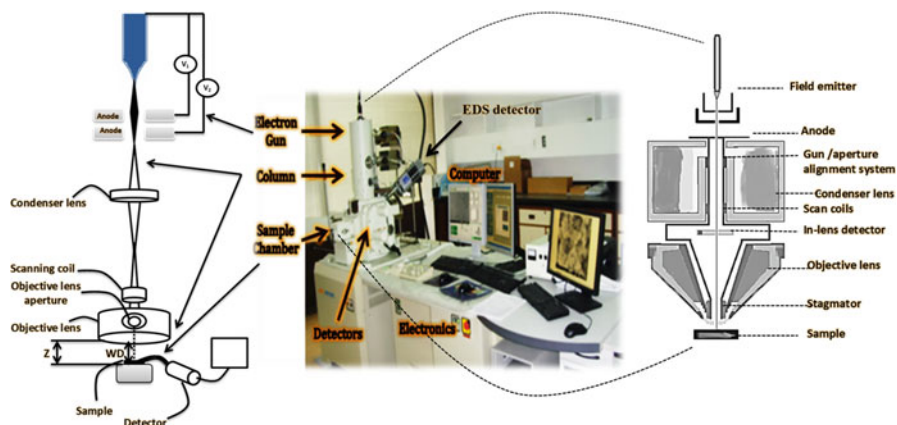 V1
V2
Anode
Anode
Condenser lens
Scanning coil
Objective lens
aperture
Objective lens
Z
WD
Sample
Detector
Electron
Gun
Column
Sample
Chamber
EDS detector
Computer
Detectors
Electronics
Field emitter
Anode
Gun /aperture
alignment system
Condenser lens
Scan coils
In-lens detector
Objective lens
Stagmator
Sample